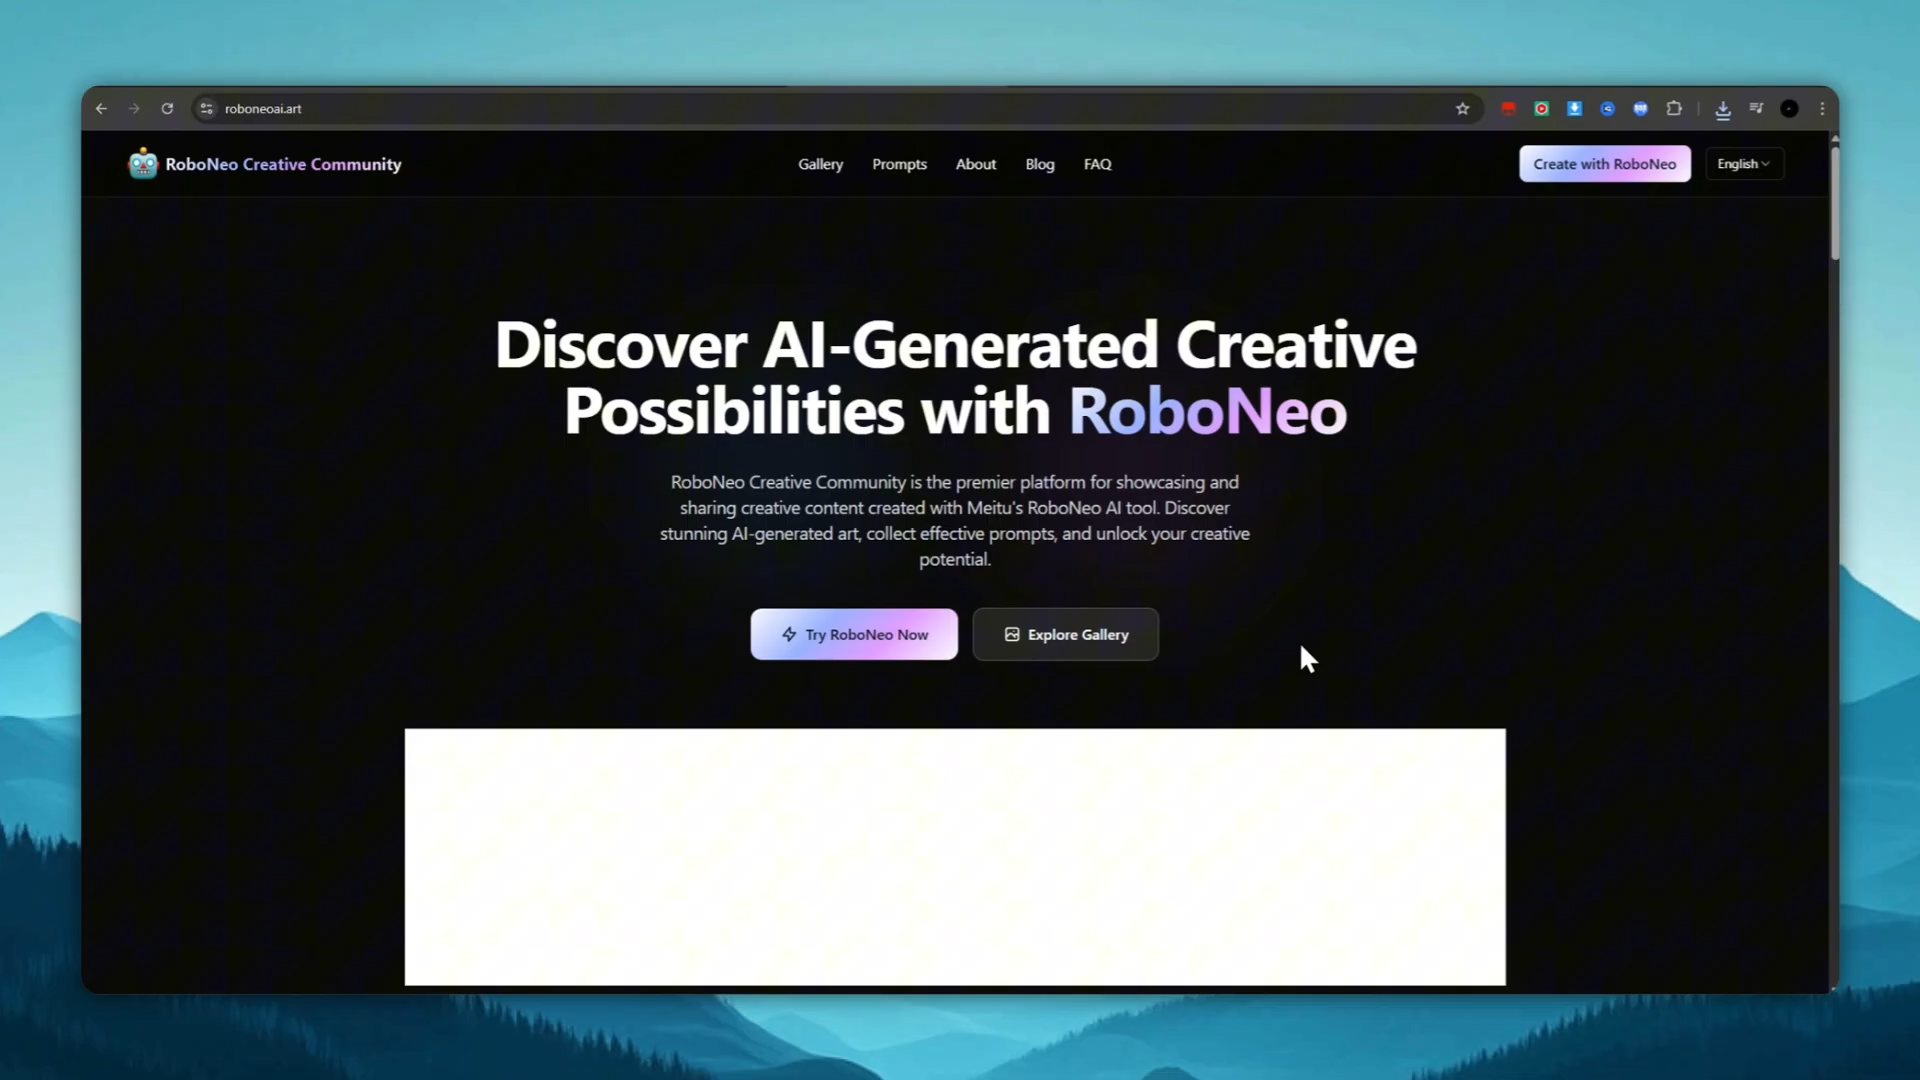 roboneoai.art
RoboNeo Creative Community
Gallery
Prompts
About
Blog
FAQ
Create with RoboNeo
English
Discover AI-Generated Creative
Possibilities with RoboNeo
RoboNeo Creative Community is the premier platform for showcasing and
sharing creative content created with Meitu's RoboNeo AI tool. Discover
stunning AI-generated art, collect effective prompts, and unlock your creative
potential.
Try RoboNeo Now
Explore Gallery